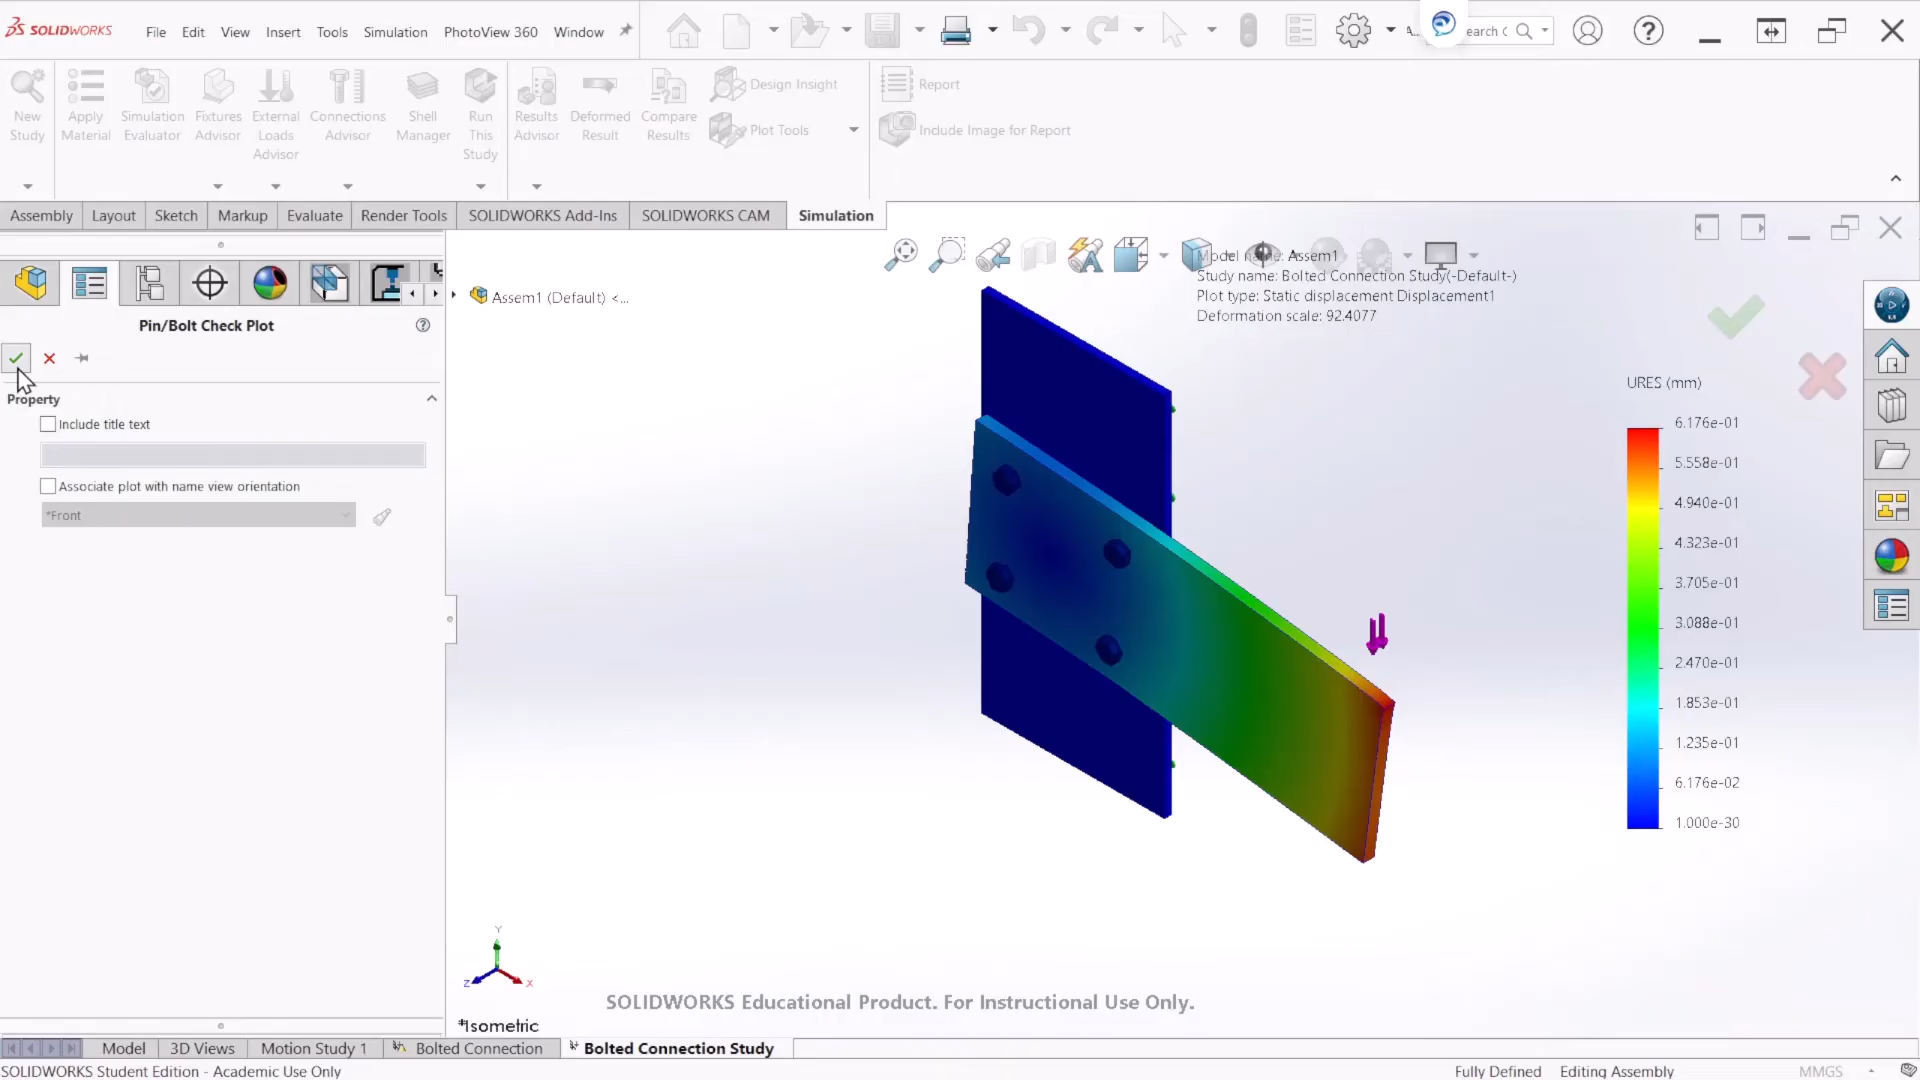 SOLIDWORKS
File Edit View Insert Tools Simulation PhotoView 360 Window
A...
earch
New Study
Apply Material
Simulation Evaluator
Fixtures Advisor
External Loads Advisor
Connections Advisor
Shell Manager
Run This Study
Results Advisor
Deformed Result
Compare Results
Design Insight
Plot Tools
Report
Include Image for Report
Assembly Layout Sketch Markup Evaluate Render Tools SOLIDWORKS Add-Ins SOLIDWORKS CAM Simulation
Pin/Bolt Check Plot
Property
Include title text
Associate plot with name view orientation
*Front
Assem1 (Default) <...
Model name: Assem1
Study name: Bolted Connection Study(-Default-)
Plot type: Static displacement Displacement1
Deformation scale: 92.4077
URES (mm)
6.176e-01
5.558e-01
4.940e-01
4.323e-01
3.705e-01
3.088e-01
2.470e-01
1.853e-01
1.235e-01
6.176e-02
1.000e-30
Y
Z
X
SOLIDWORKS Educational Product. For Instructional Use Only.
*Isometric
Model 3D Views Motion Study 1 Bolted Connection Bolted Connection Study
SOLIDWORKS Student Edition - Academic Use Only
Fully Defined Editing Assembly MMGS